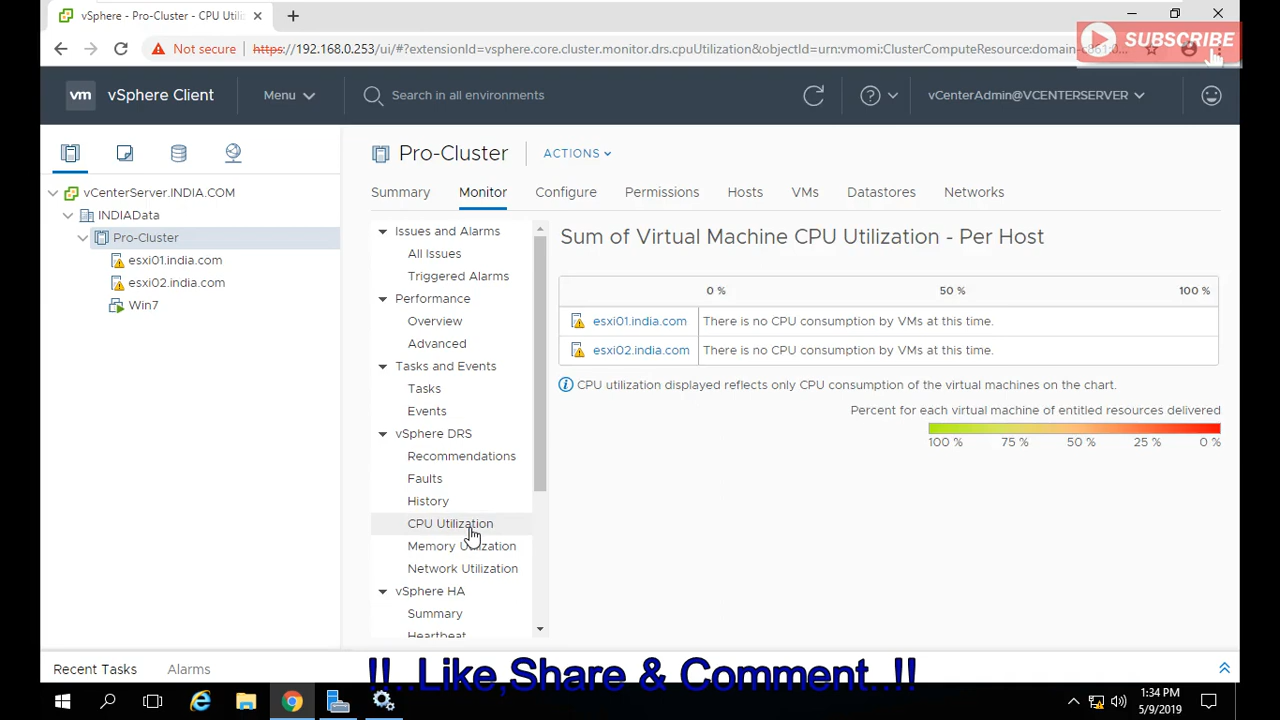 vSphere - Pro-Cluster - CPU Utili
Not secure
https://192.168.0.253/ui/#?extensionId=vsphere.core.cluster.monitor.drs.cpuUtilization&objectId=urn:vmomi:ClusterComputeResource:domain-
SUBSCRIBE
vm vSphere Client
Menu
Search in all environments
vCenterAdmin@VCENTERSERVER
Pro-Cluster
ACTIONS
Summary
Monitor
Configure
Permissions
Hosts
VMs
Datastores
Networks
vCenterServer.INDIA.COM
INDIAData
Pro-Cluster
esxi01.india.com
esxi02.india.com
Win7
Issues and Alarms
All Issues
Triggered Alarms
Performance
Overview
Advanced
Tasks and Events
Tasks
Events
vSphere DRS
Recommendations
Faults
History
CPU Utilization
Memory Utilization
Network Utilization
vSphere HA
Summary
Heartbeat
Sum of Virtual Machine CPU Utilization - Per Host
0 % 50 % 100 %
esxi01.india.com There is no CPU consumption by VMs at this time.
esxi02.india.com There is no CPU consumption by VMs at this time.
CPU utilization displayed reflects only CPU consumption of the virtual machines on the chart.
Percent for each virtual machine of entitled resources delivered
100 % 75 % 50 % 25 % 0 %
Recent Tasks
Alarms
!!..Like,Share & Comment..!!
1:34 PM
5/9/2019